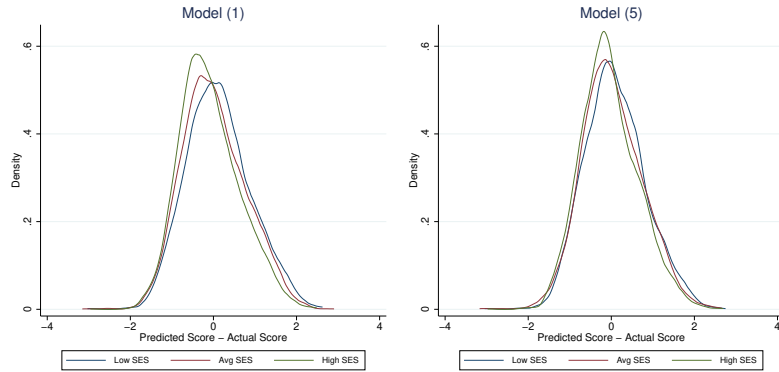 Model (1)
.6
.4
.2
0
Density
−4
−2
0
2
4
Predicted Score − Actual Score
Low SES
Avg SES
High SES
Model (5)
.6
.4
.2
0
Density
−4
−2
0
2
4
Predicted Score − Actual Score
Low SES
Avg SES
High SES